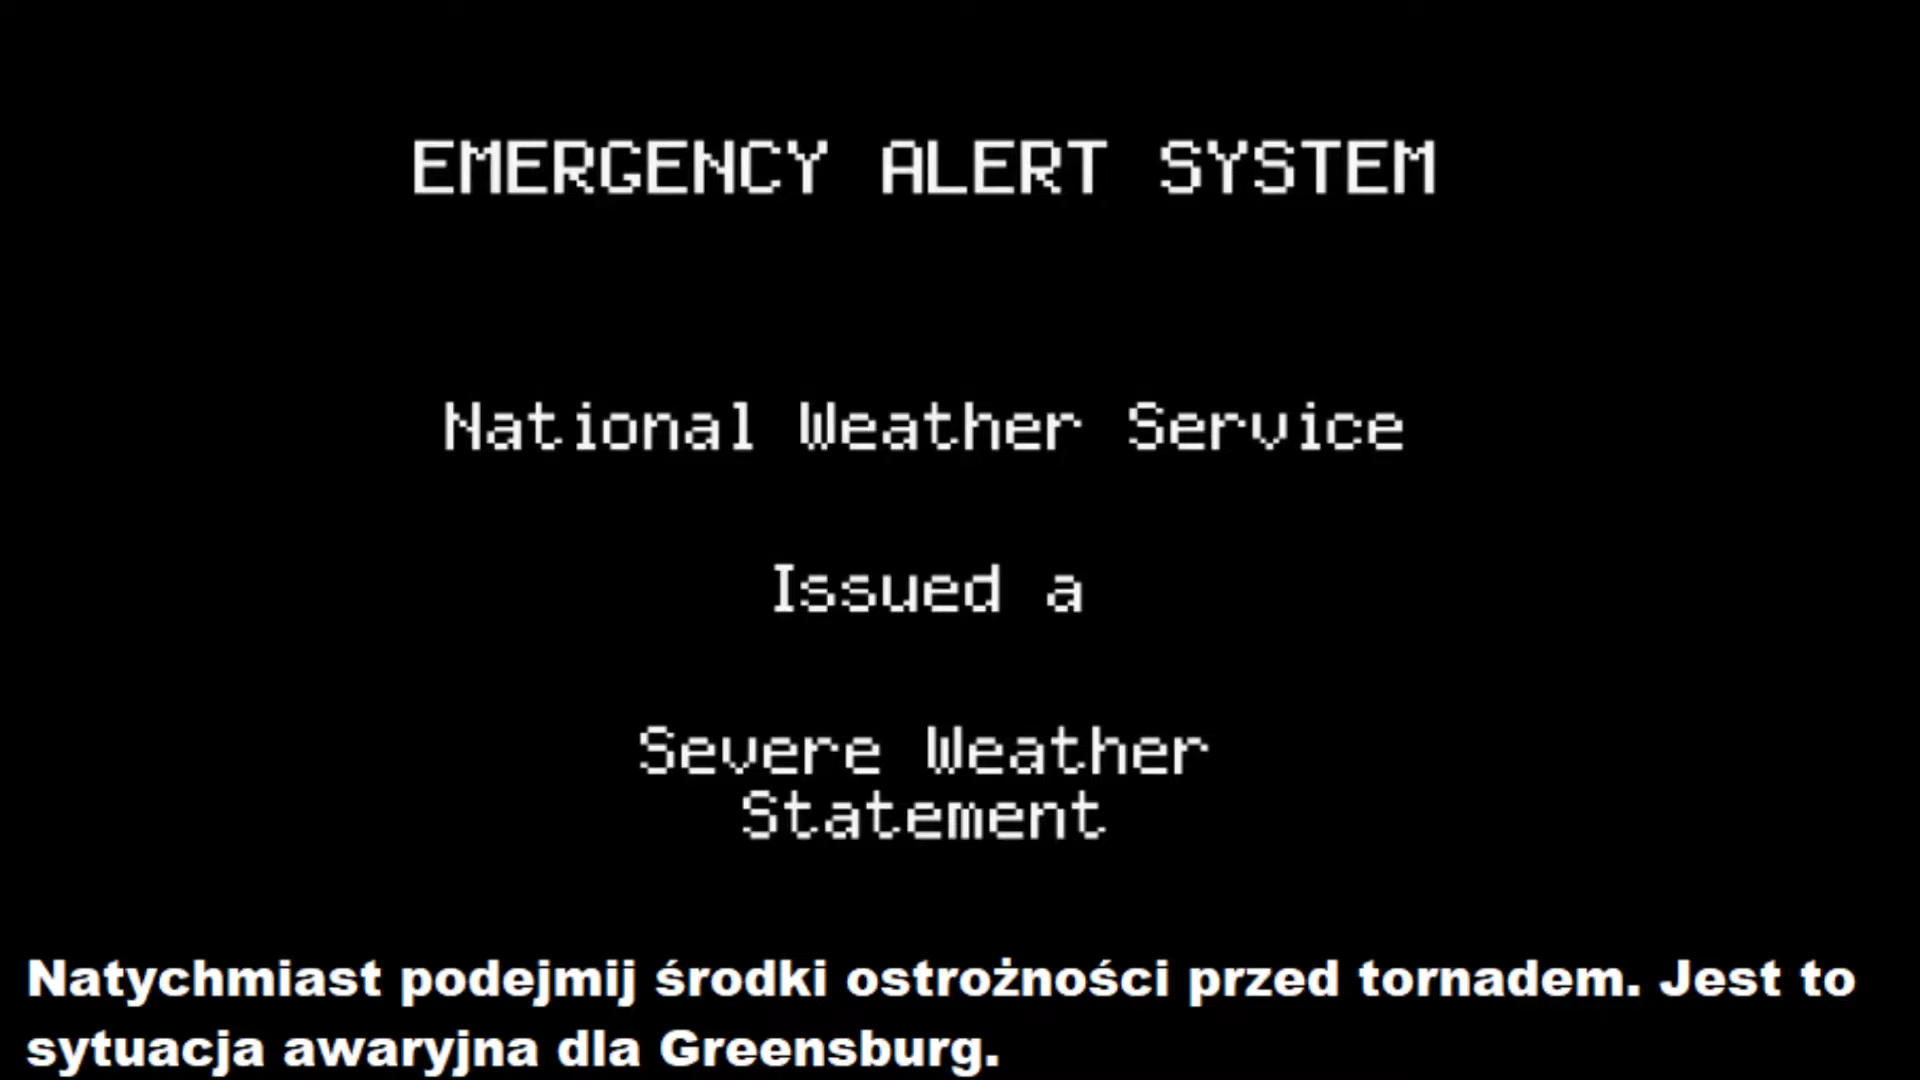 EMERGENCY ALERT SYSTEM
National Weather Service
Issued a
Severe Weather
Statement
Natychmiast podejmij środki ostrożności przed tornadem. Jest to
sytuacja awaryjna dla Greensburg.